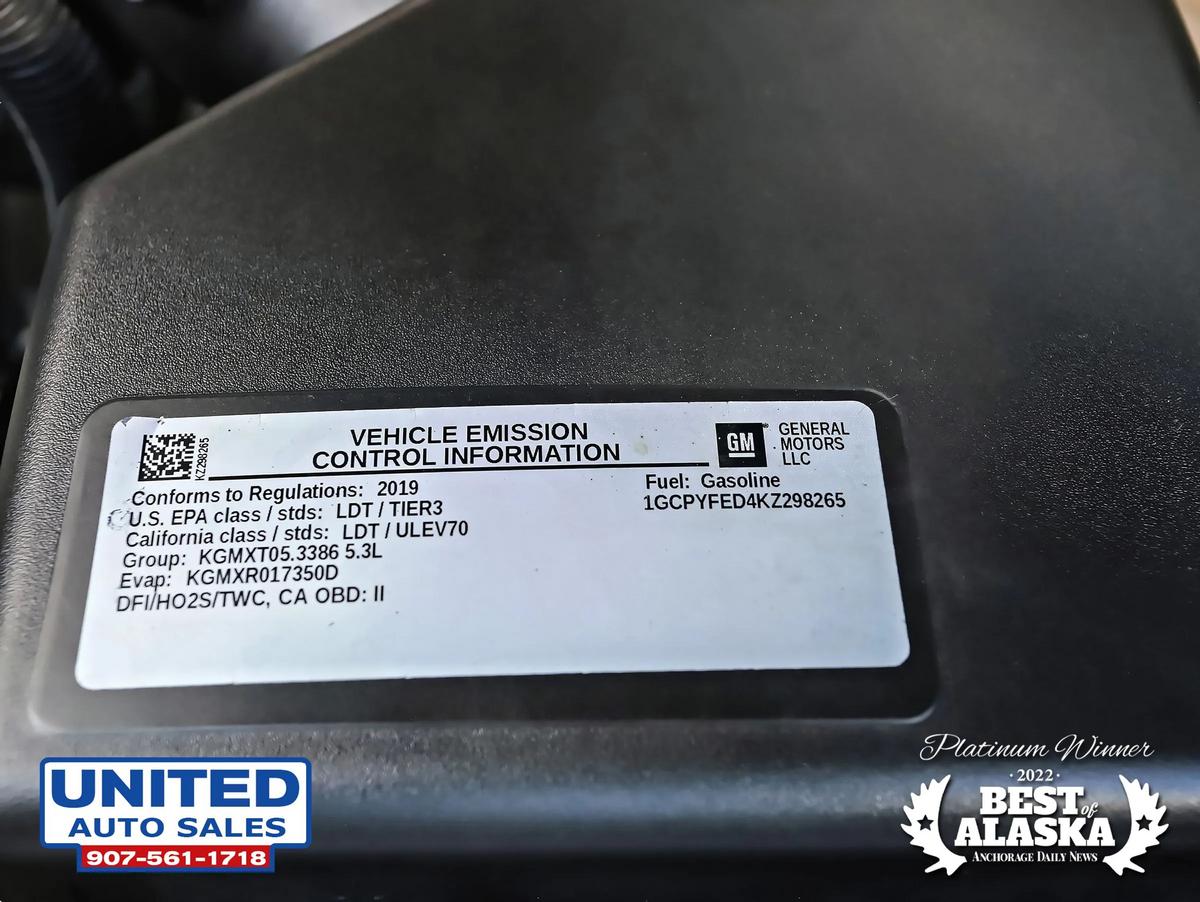 KZ298265
VEHICLE EMISSION
CONTROL INFORMATION
GM
GENERAL
MOTORS
LLC
Conforms to Regulations: 2019
U.S. EPA class / stds: LDT / TIER3
California class / stds: LDT / ULEV70
Group: KGMXT05.3386 5.3L
Evap: KGMXR017350D
DFI/HO2S/TWC, CA OBD: II
Fuel: Gasoline
1GCPYFED4KZ298265
UNITED
AUTO SALES
907-561-1718
Platinum Winner
· 2022 ·
BEST of
ALASKA
ANCHORAGE DAILY NEWS